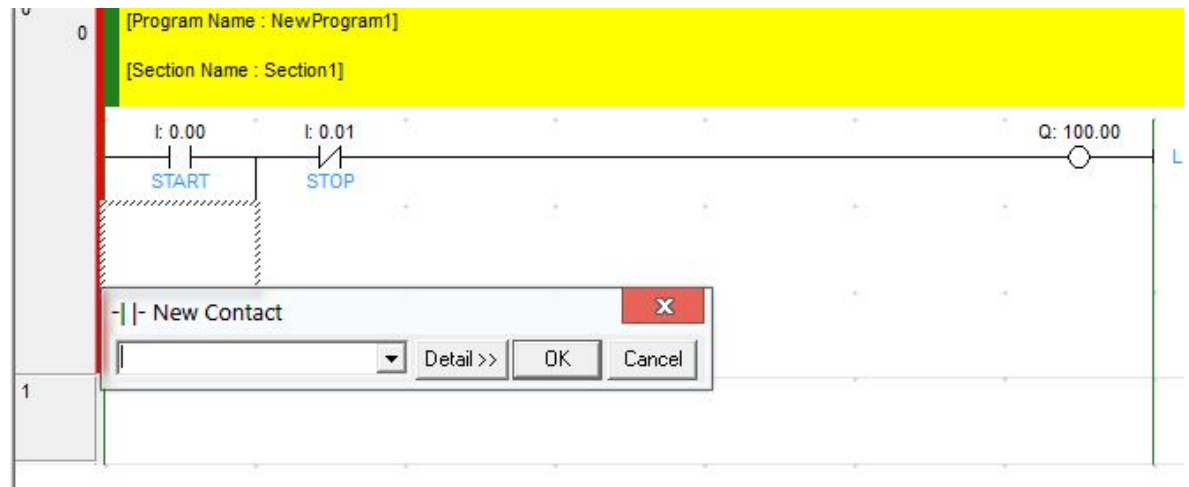 0
0
[Program Name : NewProgram1]
[Section Name : Section1]
I: 0.00
I: 0.01
Q: 100.00
START
STOP
L
-| |- New Contact
Detail >>
OK
Cancel
1